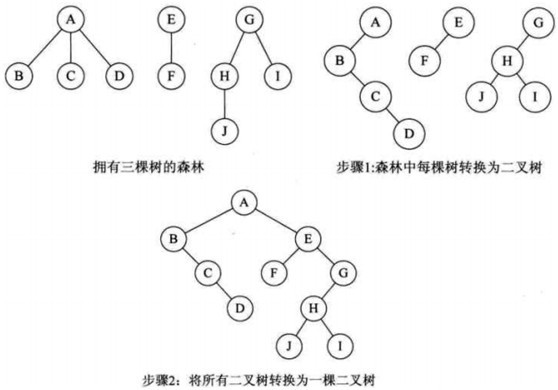 A E G A E G
B C D F H I B F H
J C J I
D
拥有三棵树的森林 步骤1:森林中每棵树转换为二叉树
A
B E
C F G
D H
J I
步骤2：将所有二叉树转换为一棵二叉树